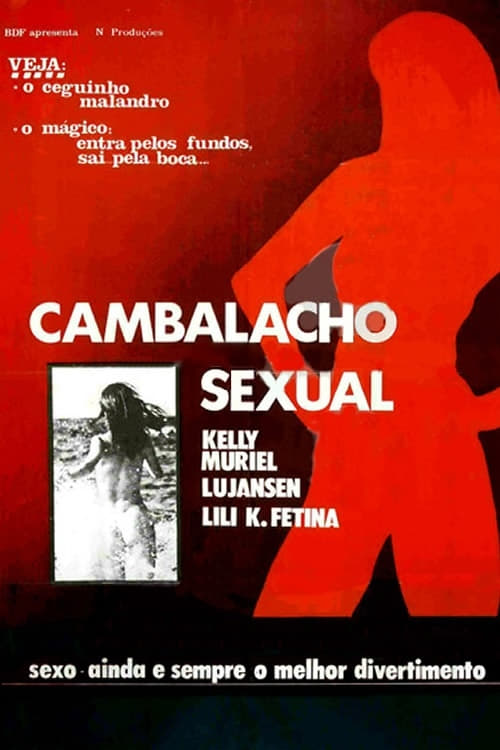 BDF apresenta N Produções
VEJA:
• o ceguinho
malandro
• o mágico:
entra pelos fundos,
sai pela boca...
CAMBALACHO
SEXUAL
KELLY
MURIEL
LUJANSEN
LILI K. FETINA
sexo - ainda e sempre o melhor divertimento